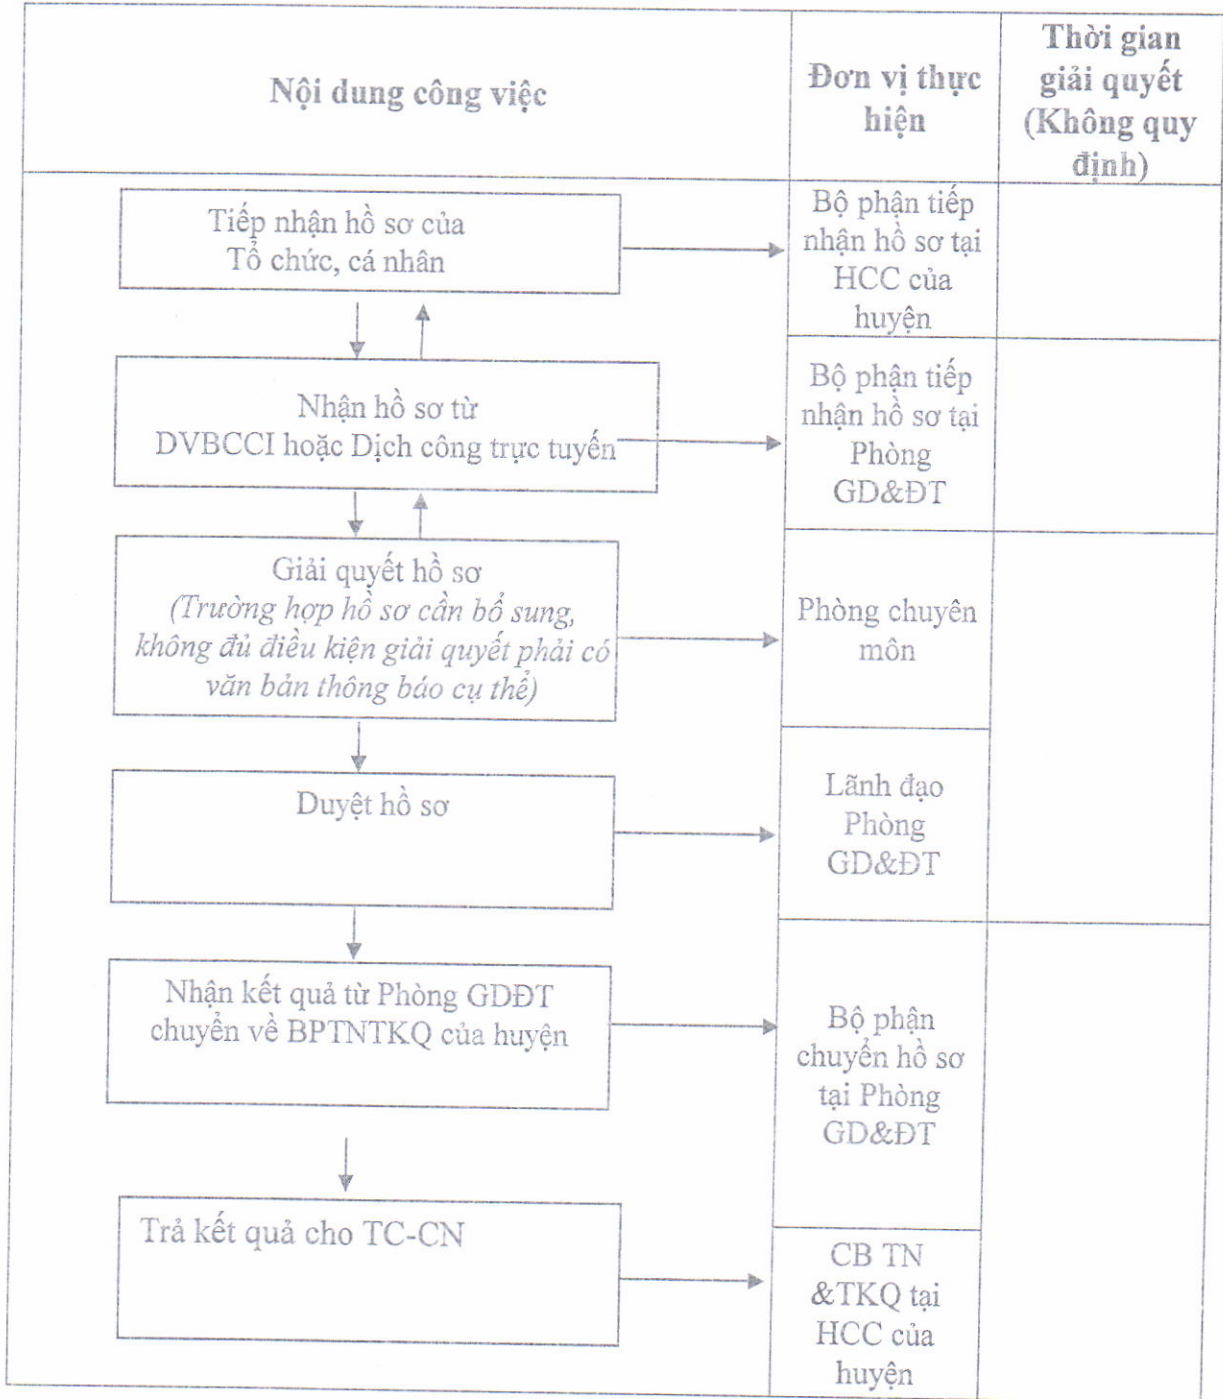 Nội dung công việc
Đơn vị thực
hiện
Thời gian
giải quyết
(Không quy
định)
Tiếp nhận hồ sơ của
Tổ chức, cá nhân
Bộ phận tiếp
nhận hồ sơ tại
HCC của
huyện
Nhận hồ sơ từ
DVBCCI hoặc Dịch công trực tuyến
Bộ phận tiếp
nhận hồ sơ tại
Phòng
GD&ĐT
Giải quyết hồ sơ
(Trường hợp hồ sơ cần bổ sung,
không đủ điều kiện giải quyết phải có
văn bản thông báo cụ thể)
Phòng chuyên
môn
Duyệt hồ sơ
Lãnh đạo
Phòng
GD&ĐT
Nhận kết quả từ Phòng GDĐT
chuyển về BPTNTKQ của huyện
Bộ phận
chuyển hồ sơ
tại Phòng
GD&ĐT
Trả kết quả cho TC-CN
CB TN
&TKQ tại
HCC của
huyện